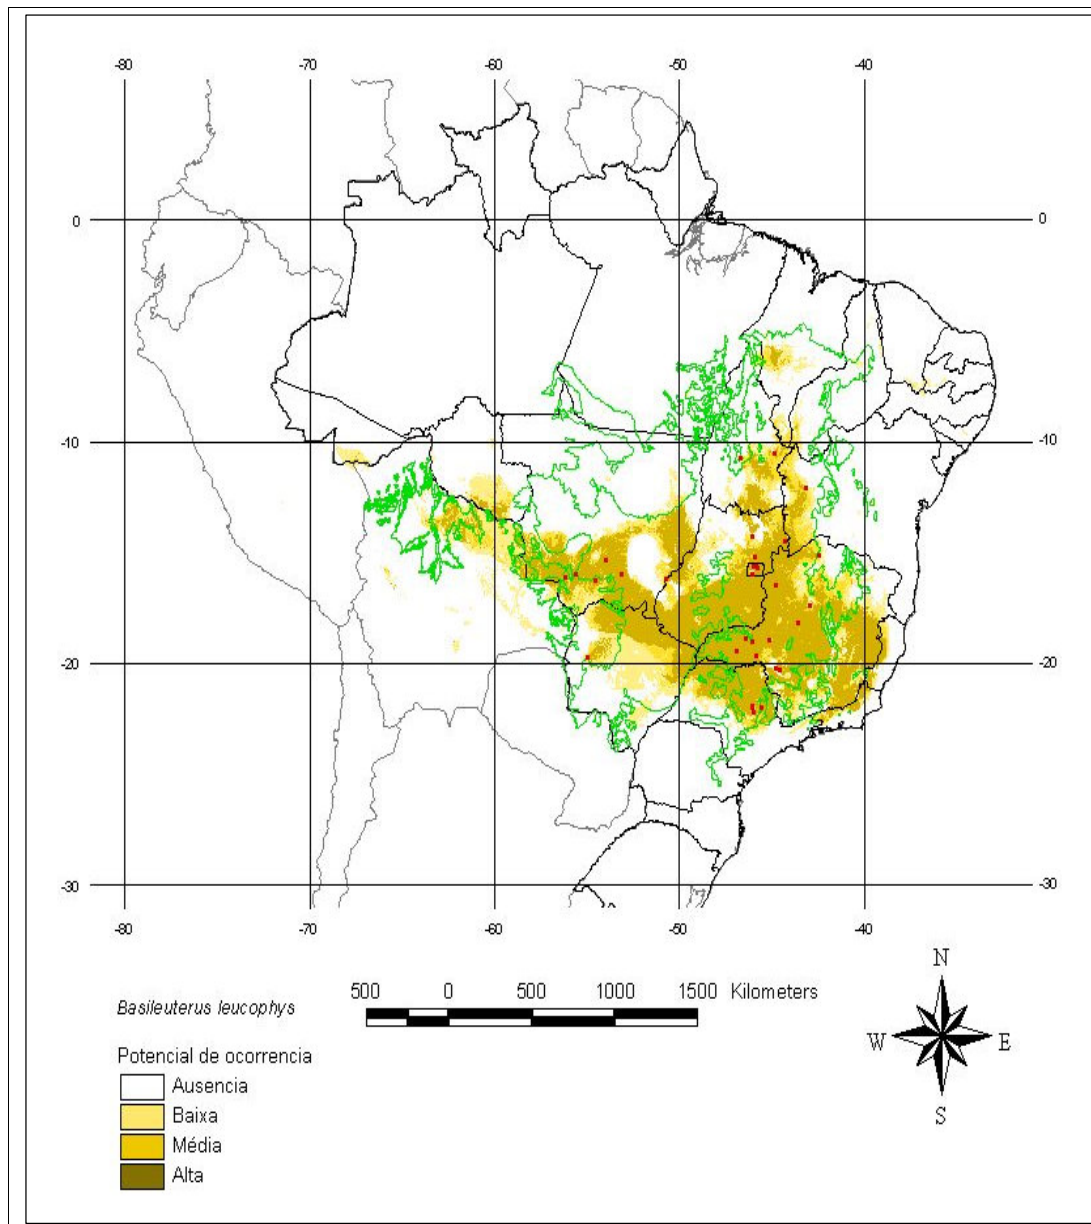 -80 -70 -60 -50 -40
0 0
-10 -10
-20 -20
-30 -30
-80 -70 -60 -50 -40
N
500 0 500 1000 1500 Kilometers
Basileuterus leucophys
W E
Potencial de ocorrencia
Ausencia
S
Baixa
Média
Alta